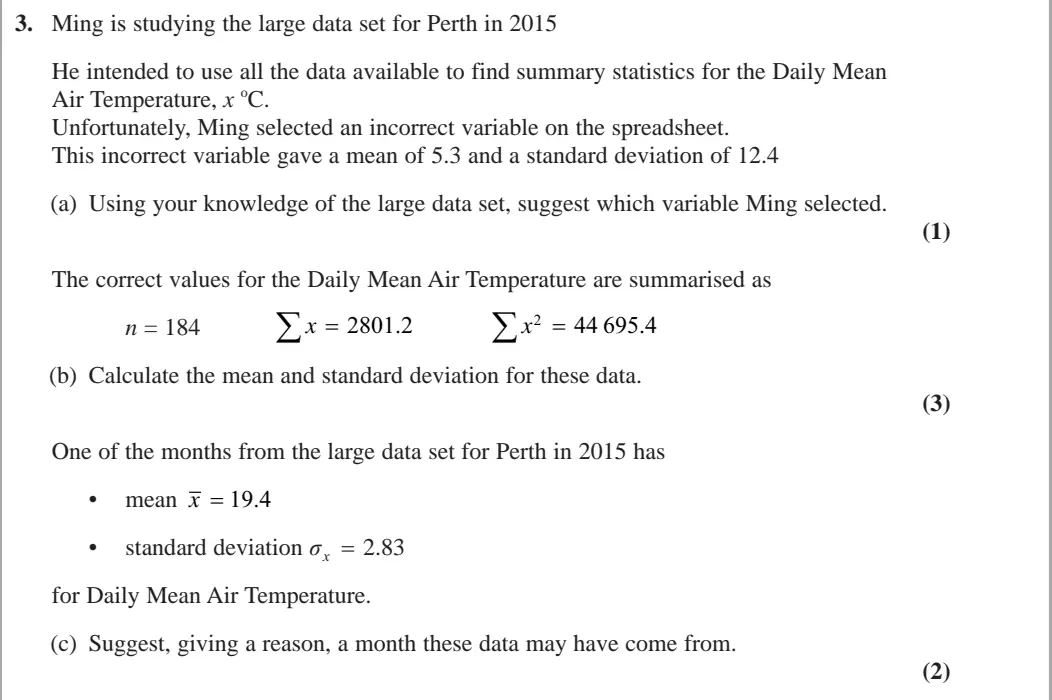 3. Ming is studying the large data set for Perth in 2015
He intended to use all the data available to find summary statistics for the Daily Mean
Air Temperature, x °C.
Unfortunately, Ming selected an incorrect variable on the spreadsheet.
This incorrect variable gave a mean of 5.3 and a standard deviation of 12.4
(a) Using your knowledge of the large data set, suggest which variable Ming selected.
(1)
The correct values for the Daily Mean Air Temperature are summarised as
n = 184 ∑x = 2801.2 ∑x² = 44 695.4
(b) Calculate the mean and standard deviation for these data.
(3)
One of the months from the large data set for Perth in 2015 has
• mean x̄ = 19.4
• standard deviation σₓ = 2.83
for Daily Mean Air Temperature.
(c) Suggest, giving a reason, a month these data may have come from.
(2)